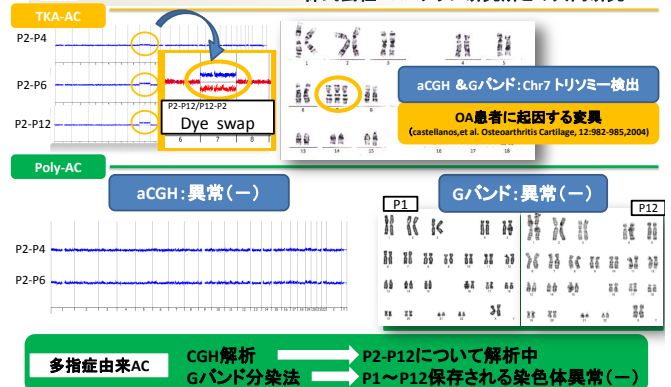 TKA-AC
P2-P4
P2-P6
P2-P12
P2-P12/P12-P2
Dye swap
6 7 8
aCGH &Gバンド:Chr7トリソミー検出
OA患者に起因する変異
(castellanos,et al. Osteoarthritis Cartilage, 12:982-985,2004)
Poly-AC
aCGH:異常(ー)
Gバンド:異常(ー)
P1
P12
P2-P4
P2-P6
多指症由来AC
CGH解析
P2-P12について解析中
Gバンド分染法
P1~P12保存される染色体異常(ー)